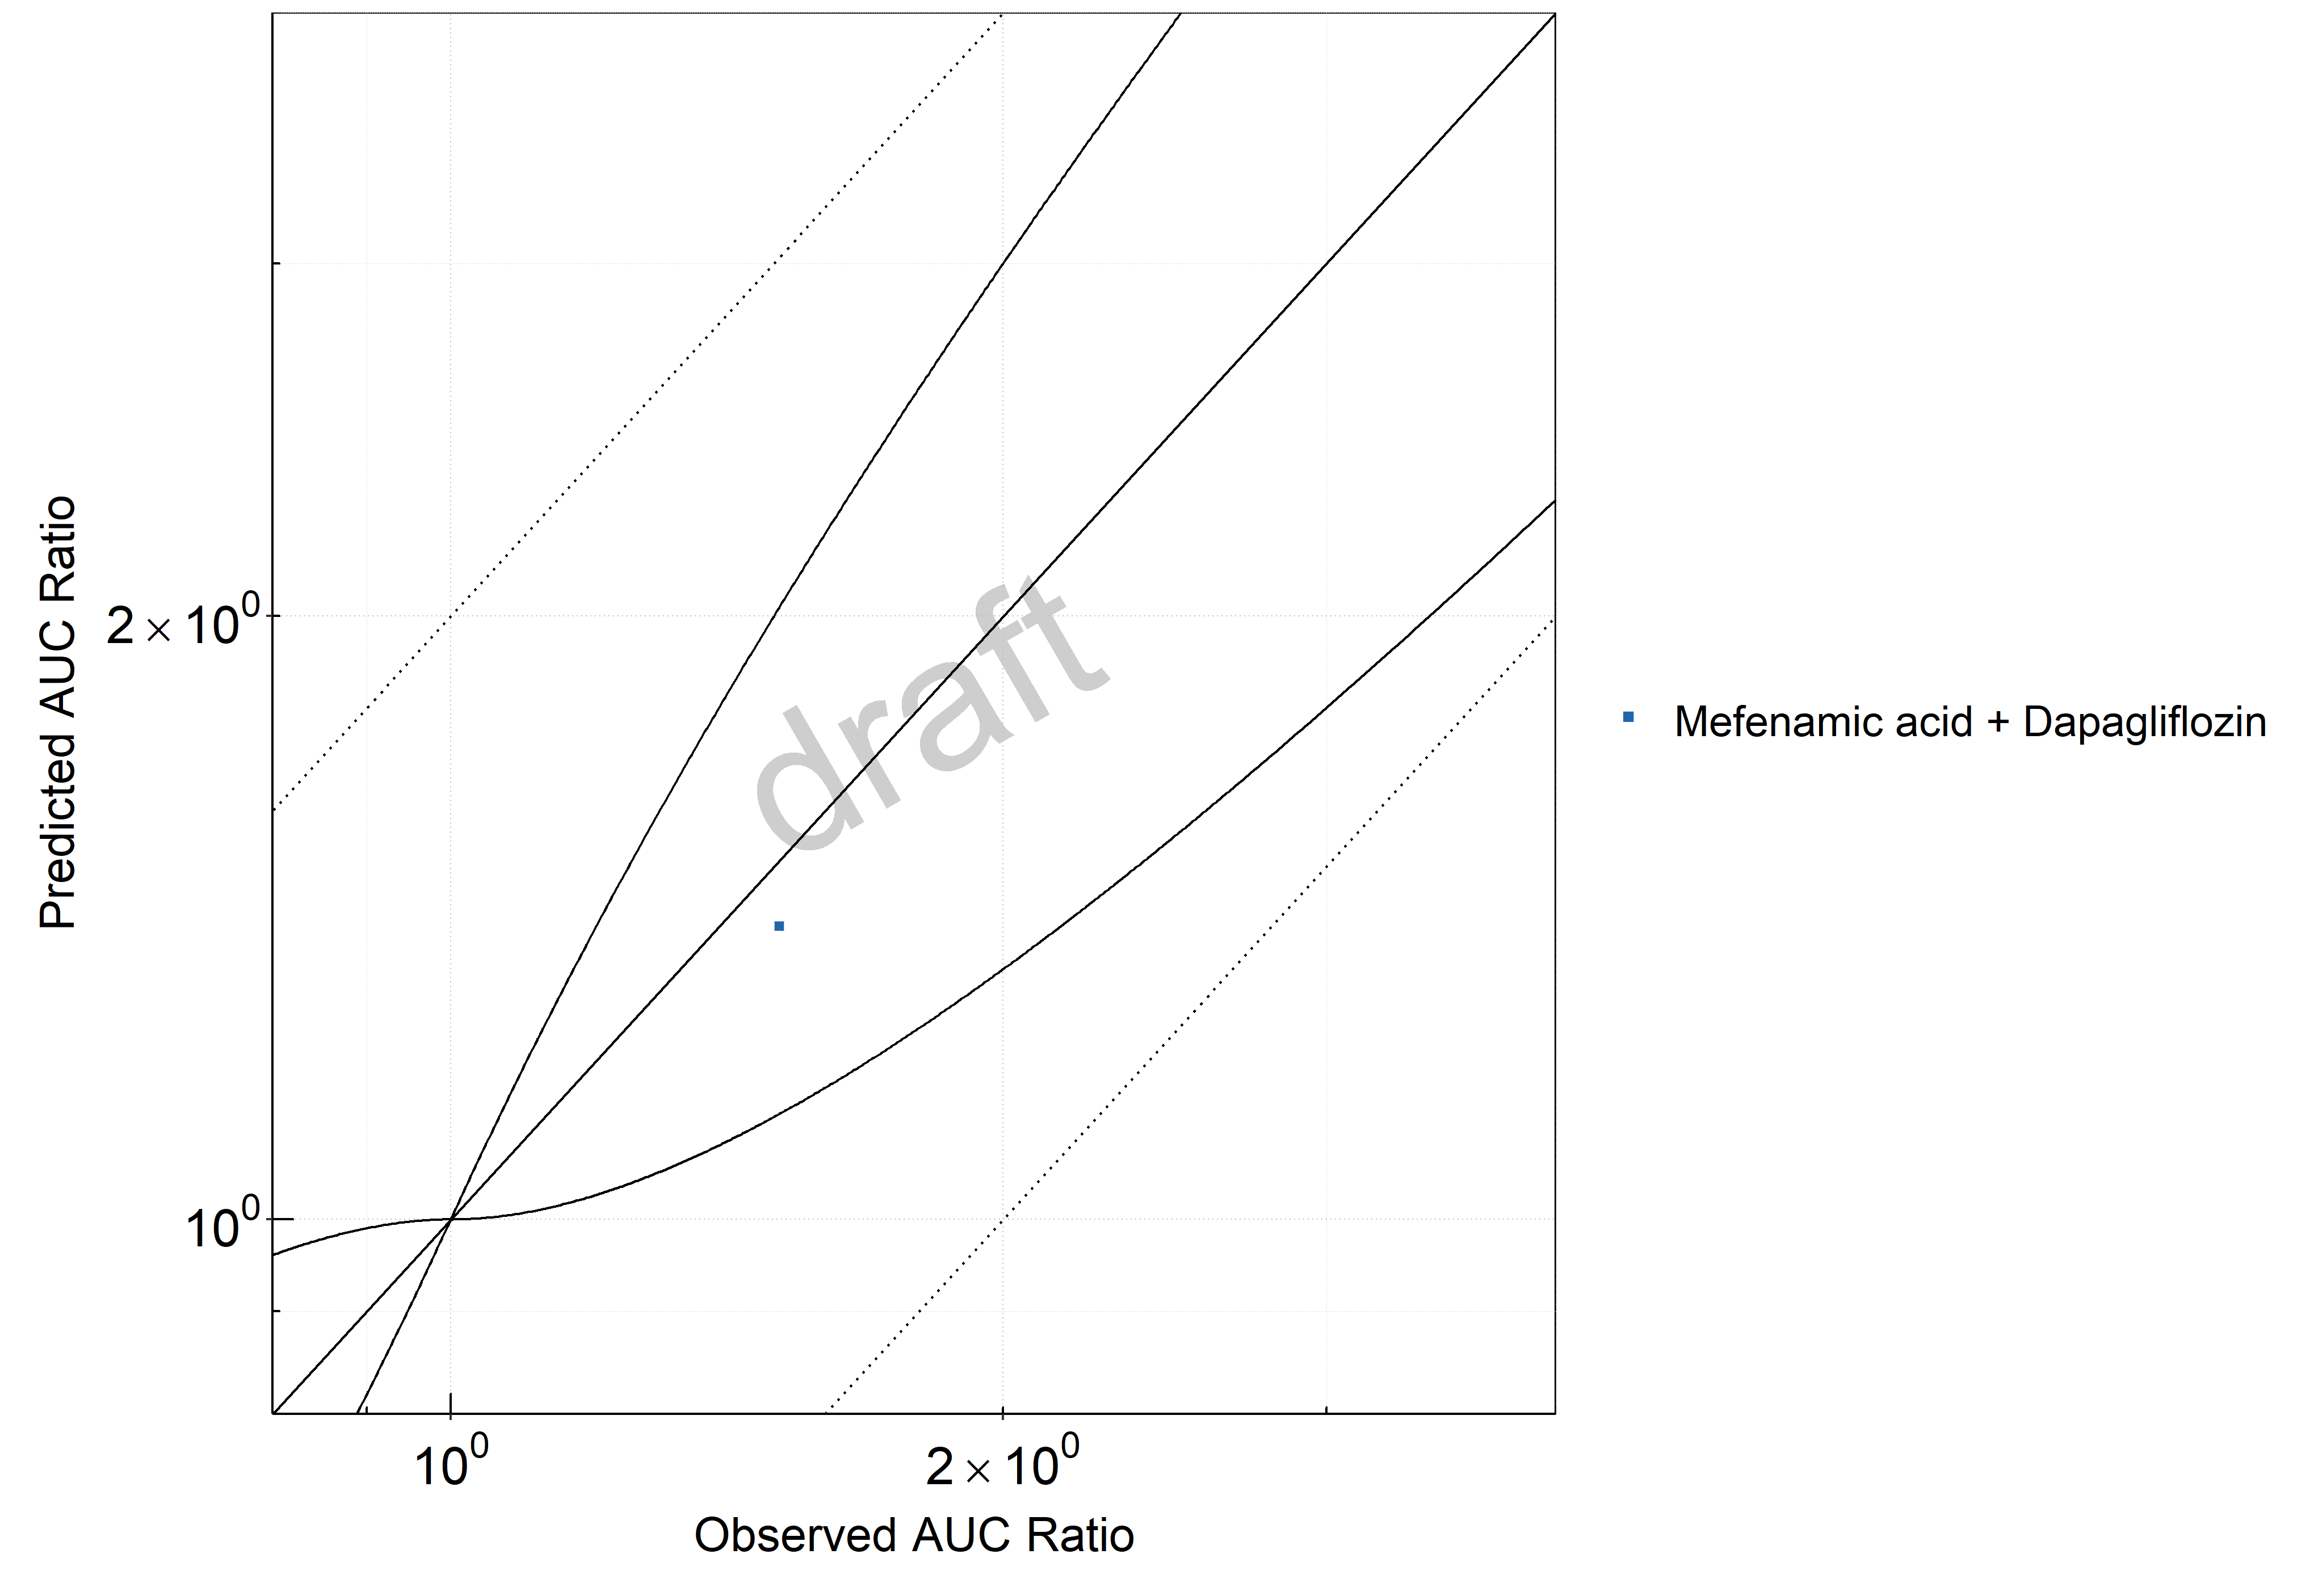 Predicted AUC Ratio
2×10⁰
10⁰
draft
Mefenamic acid + Dapagliflozin
10⁰
2×10⁰
Observed AUC Ratio